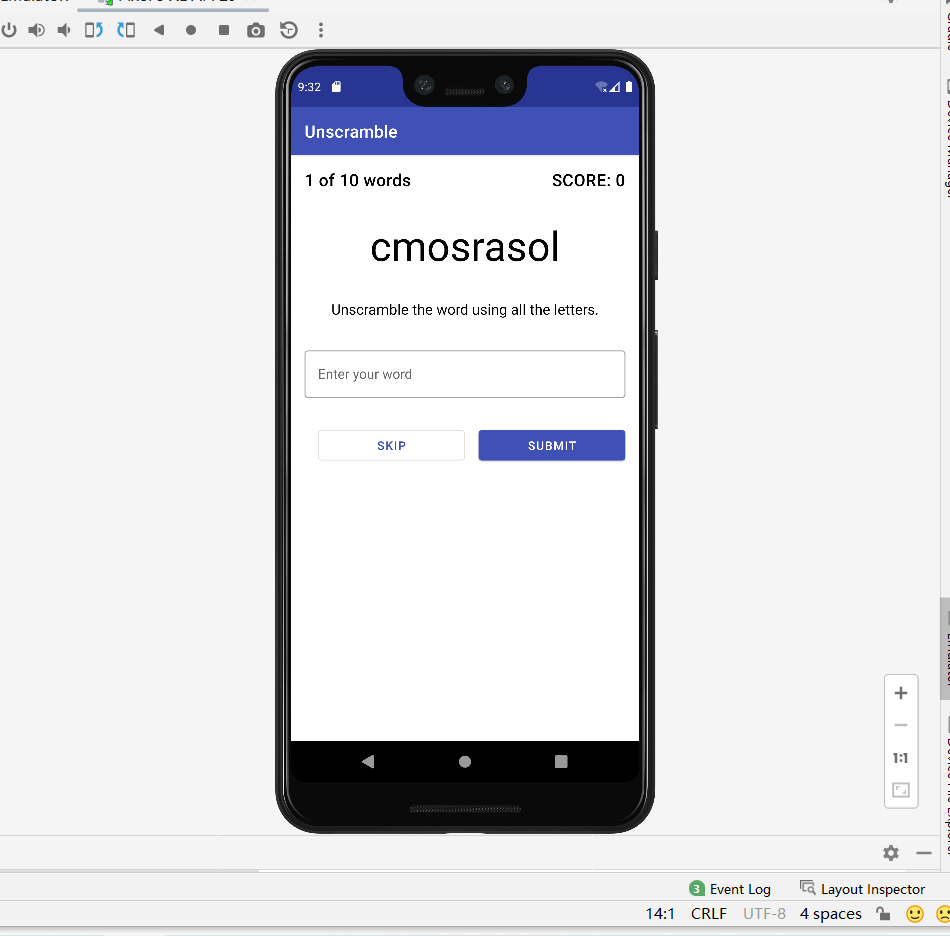 9:32
Unscramble
1 of 10 words
SCORE: 0
cmosrasol
Unscramble the word using all the letters.
Enter your word
SKIP
SUBMIT
1:1
3 Event Log
Layout Inspector
14:1 CRLF UTF-8 4 spaces